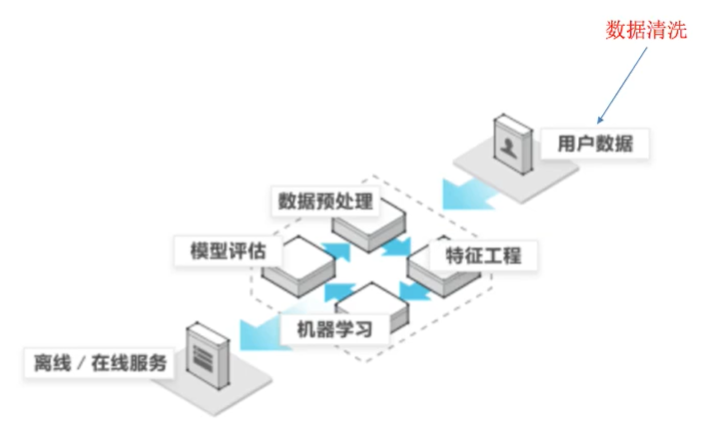 数据清洗
用户数据
数据预处理
模型评估
特征工程
机器学习
离线 / 在线服务